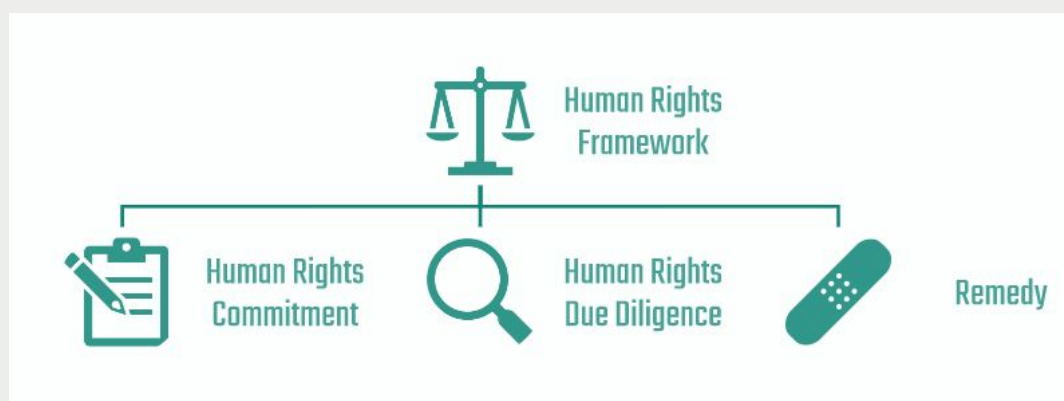 Human Rights
Framework
Human Rights
Commitment
Human Rights
Due Diligence
Remedy